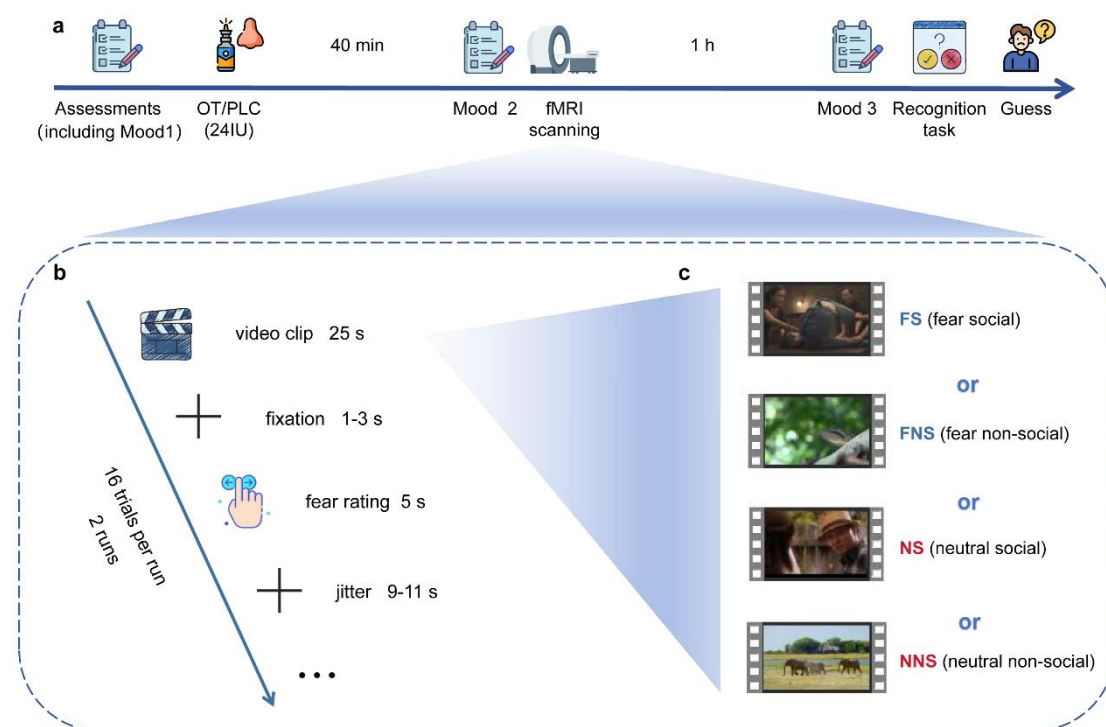 a
40 min
1 h
Assessments
(including Mood1)
OT/PLC
(24IU)
Mood 2
fMRI
scanning
Mood 3
Recognition
task
Guess
b
video clip 25 s
fixation 1-3 s
fear rating 5 s
jitter 9-11 s
16 trials per run
2 runs
...
c
FS (fear social)
or
FNS (fear non-social)
or
NS (neutral social)
or
NNS (neutral non-social)